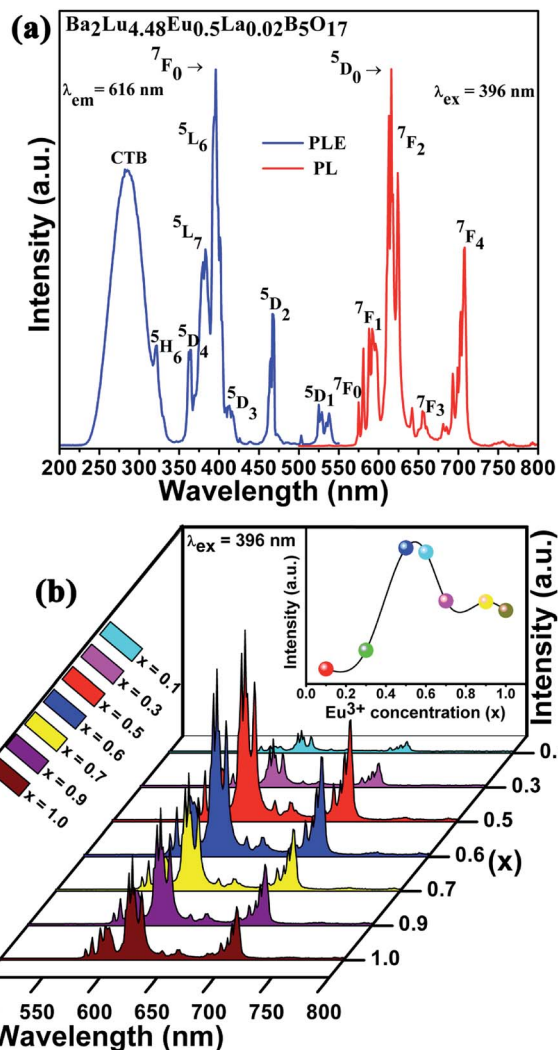 (a)
Ba2Lu4.48Eu0.5La0.02B5O17
7F0 →
5D0 →
λem = 616 nm
λex = 396 nm
5L6
7F2
PLE
PL
CTB
5L7
7F4
5D2
7F1
5H6
5D4
5D3
5D1
7F0
7F3
Intensity (a.u.)
200 250 300 350 400 450 500 550 600 650 700 750 800
Wavelength (nm)
(b)
λex = 396 nm
Intensity (a.u.)
0.0 0.2 0.4 0.6 0.8 1.0
Eu3+ concentration (x)
Intensity (a.u.)
x = 0.1
x = 0.3
x = 0.5
x = 0.6
x = 0.7
x = 0.9
x = 1.0
0.
0.3
0.5
0.6
(x)
0.7
0.9
1.0
550 600 650 700 750 800
Wavelength (nm)